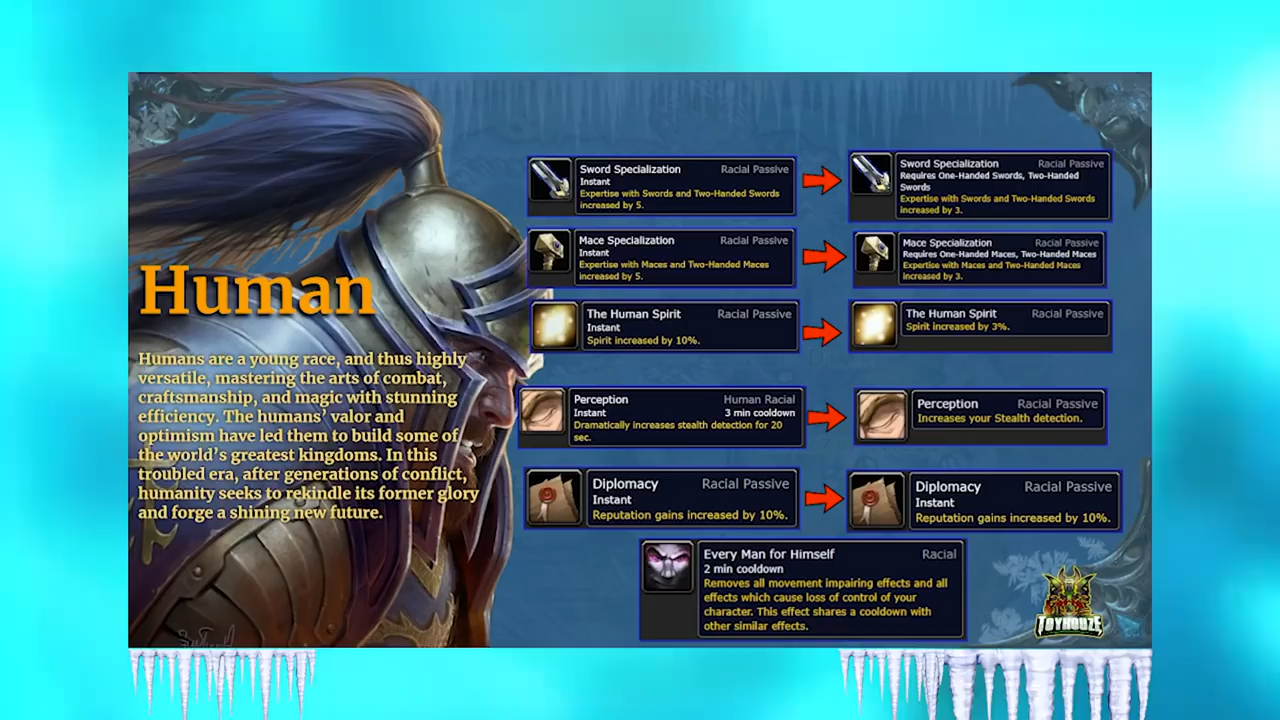 Human
Humans are a young race, and thus highly
versatile, mastering the arts of combat,
craftsmanship, and magic with stunning
efficiency. The humans' valor and
optimism have led them to build some of
the world's greatest kingdoms. In this
troubled era, after generations of conflict,
humanity seeks to rekindle its former glory
and forge a shining new future.
Sword Specialization Racial Passive
Instant
Expertise with Swords and Two-Handed Swords
increased by 5.
Sword Specialization Racial Passive
Requires One-Handed Swords, Two-Handed
Swords
Expertise with Swords and Two-Handed Swords
increased by 3.
Mace Specialization Racial Passive
Instant
Expertise with Maces and Two-Handed Maces
increased by 5.
Mace Specialization Racial Passive
Requires One-Handed Maces, Two-Handed Maces
Expertise with Maces and Two-Handed Maces
increased by 3.
The Human Spirit Racial Passive
Instant
Spirit increased by 10%.
The Human Spirit Racial Passive
Spirit increased by 3%.
Perception Human Racial
Instant 3 min cooldown
Dramatically increases stealth detection for 20
sec.
Perception Racial Passive
Increases your Stealth detection.
Diplomacy Racial Passive
Instant
Reputation gains increased by 10%.
Diplomacy Racial Passive
Instant
Reputation gains increased by 10%.
Every Man for Himself Racial
2 min cooldown
Removes all movement impairing effects and all
effects which cause loss of control of your
character. This effect shares a cooldown with
other similar effects.
TOYHOUZE